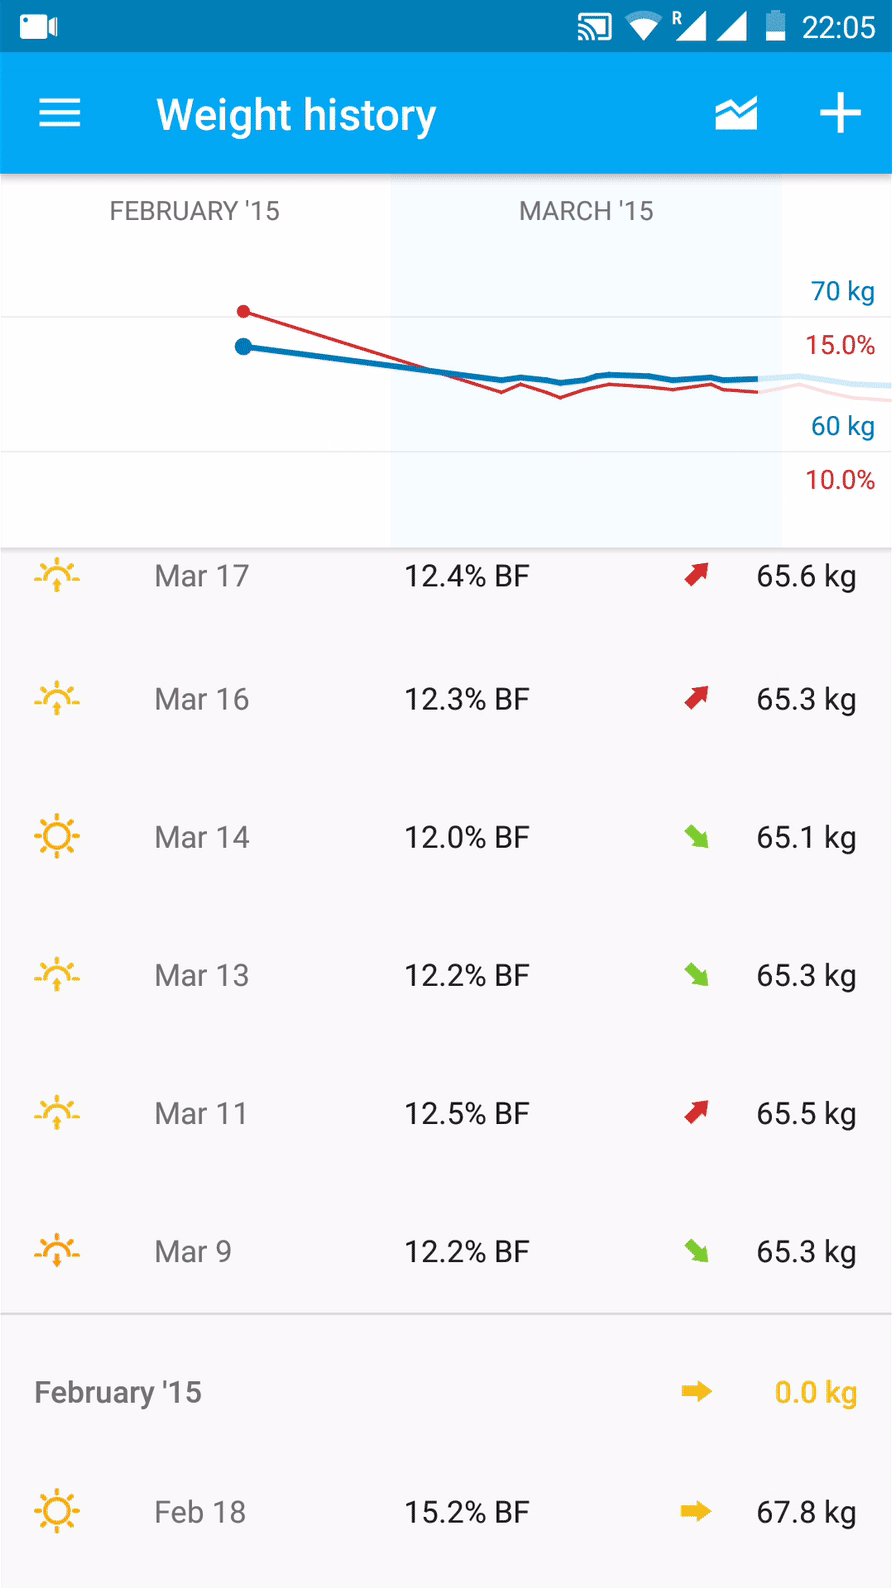 R 22:05
Weight history
FEBRUARY '15 MARCH '15
70 kg
15.0%
60 kg
10.0%
Mar 17 12.4% BF 65.6 kg
Mar 16 12.3% BF 65.3 kg
Mar 14 12.0% BF 65.1 kg
Mar 13 12.2% BF 65.3 kg
Mar 11 12.5% BF 65.5 kg
Mar 9 12.2% BF 65.3 kg
February '15 0.0 kg
Feb 18 15.2% BF 67.8 kg